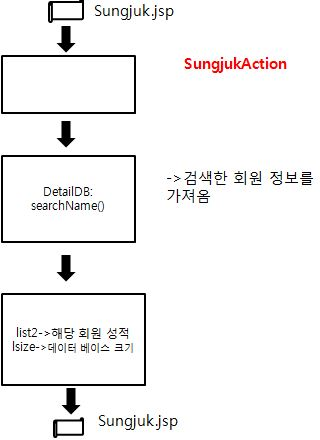 Sungjuk.jsp
SungjukAction
DetailDB:
searchName()
->검색한 회원 정보를
가져옴
list2->해당 회원 성적
lsize->데이터 베이스 크기
Sungjuk.jsp